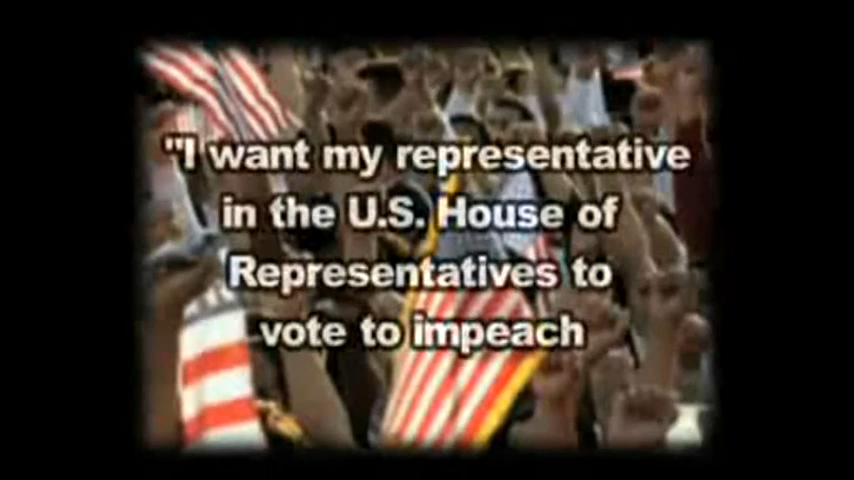 "I want my representative
in the U.S. House of
Representatives to
vote to impeach